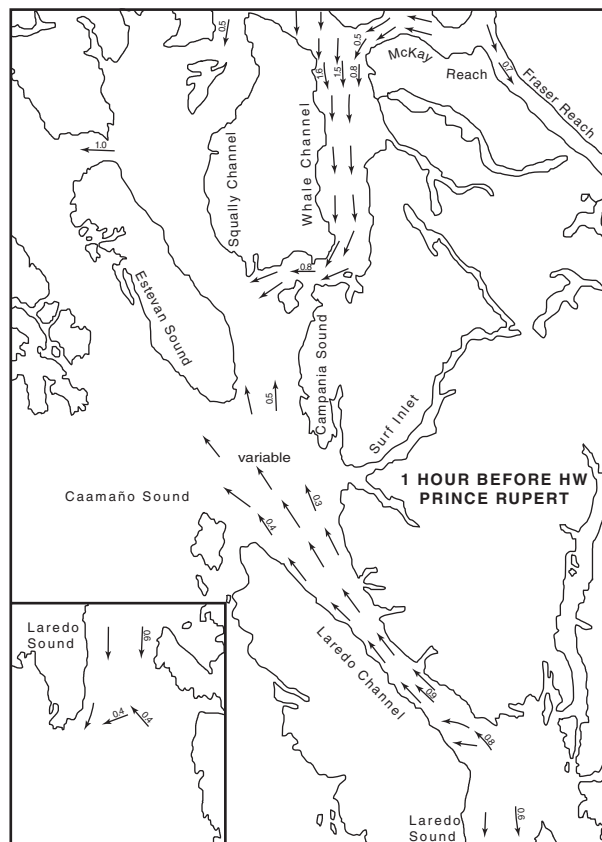 0.5
0.5
McKay
Reach
1.6
1.5
0.8
0.7
Fraser Reach
1.0
Squally Channel
Whale Channel
0.8
Estevan Sound
Campania Sound
0.5
Surf Inlet
variable
1 HOUR BEFORE HW
PRINCE RUPERT
Caamaño Sound
0.3
0.4
Laredo
Sound
0.6
0.4
0.4
Laredo Channel
0.9
0.8
Laredo
Sound
0.6